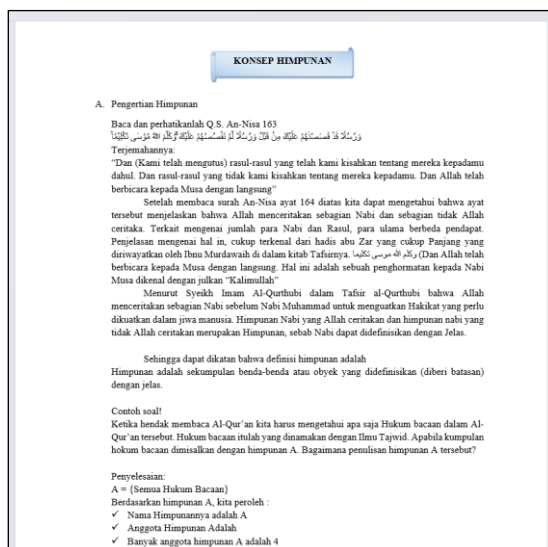 KONSEP HIMPUNAN
A. Pengertian Himpunan
Baca dan perhatikanlah Q.S. An-Nisa 163
وَرُسُلًا قَدْ قَصَصْنَٰهُمْ عَلَيْكَ مِنْ قَبْلُ وَرُسُلًا لَّمْ نَقْصُصْهُمْ عَلَيْكَ وَكَلَّمَ اللهُ مُوْسٰى تَكْلِيْمًا
Terjemahannya:
“Dan (Kami telah mengutus) rasul-rasul yang telah kami kisahkan tentang mereka kepadamu
dahul. Dan rasul-rasul yang tidak kami kisahkan tentang mereka kepadamu. Dan Allah telah
berbicara kepada Musa dengan langsung”
Setelah membaca surah An-Nisa ayat 164 diatas kita dapat mengetahui bahwa ayat
tersebut menjelaskan bahwa Allah menceritakan sebagian Nabi dan sebagian tidak Allah
ceritaka. Terkait mengenai jumlah para Nabi dan Rasul, para ulama berbeda pendapat.
Penjelasan mengenai hal in, cukup terkenal dari hadis abu Zar yang cukup Panjang yang
diriwayatkan oleh Ibnu Murdawaih di dalam kitab Tafsirnya. وكلم الله موسى تكليما (Dan Allah telah
berbicara kepada Musa dengan langsung. Hal ini adalah sebuah penghormatan kepada Nabi
Musa dikenal dengan julkan “Kalimullah”
Menurut Syeikh Imam Al-Qurthubi dalam Tafsir al-Qurthubi bahwa Allah
menceritakan sebagian Nabi sebelum Nabi Muhammad untuk menguatkan Hakikat yang perlu
dikuatkan dalam jiwa manusia. Himpunan Nabi yang Allah ceritakan dan himpunan nabi yang
tidak Allah ceritakan merupakan Himpunan, sebab Nabi dapat didefinisikan dengan Jelas.
Sehingga dapat dikatan bahwa definisi himpunan adalah
Himpunan adalah sekumpulan benda-benda atau obyek yang didefinisikan (diberi batasan)
dengan jelas.
Contoh soal!
Ketika hendak membaca Al-Qur’an kita harus mengetahui apa saja Hukum bacaan dalam Al-
Qur’an tersebut. Hukum bacaan itulah yang dinamakan dengan Ilmu Tajwid. Apabila kumpulan
hokum bacaan dimisalkan dengan himpunan A. Bagaimana penulisan himpunan A tersebut?
Penyelesaian:
A = {Semua Hukum Bacaan}
Berdasarkan himpunan A, kita peroleh :
✓ Nama Himpunannya adalah A
✓ Anggota Himpunan Adalah
✓ Banyak anggota himpunan A adalah 4